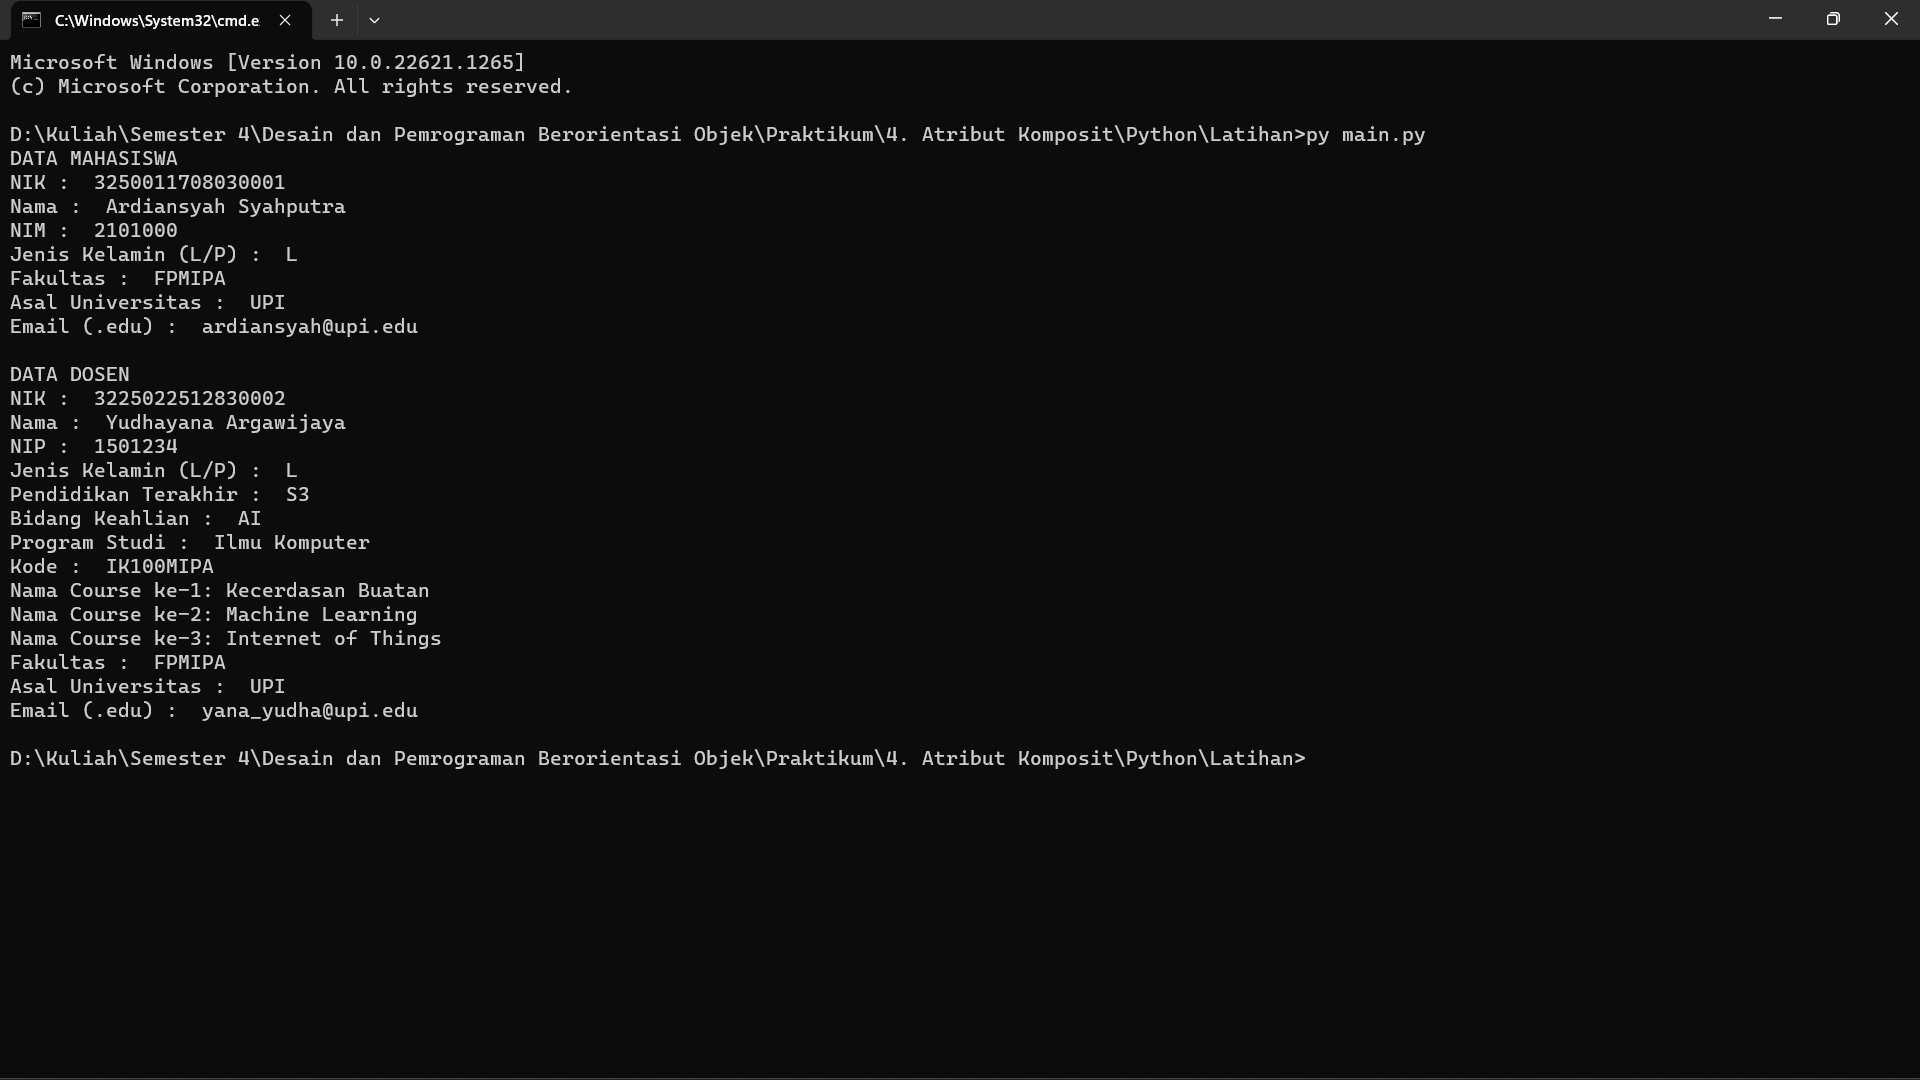 C:\Windows\System32\cmd.e
Microsoft Windows [Version 10.0.22621.1265]
(c) Microsoft Corporation. All rights reserved.
D:\Kuliah\Semester 4\Desain dan Pemrograman Berorientasi Objek\Praktikum\4. Atribut Komposit\Python\Latihan>py main.py
DATA MAHASISWA
NIK :  3250011708030001
Nama :  Ardiansyah Syahputra
NIM :  2101000
Jenis Kelamin (L/P) :  L
Fakultas :  FPMIPA
Asal Universitas :  UPI
Email (.edu) :  ardiansyah@upi.edu
DATA DOSEN
NIK :  3225022512830002
Nama :  Yudhayana Argawijaya
NIP :  1501234
Jenis Kelamin (L/P) :  L
Pendidikan Terakhir :  S3
Bidang Keahlian :  AI
Program Studi :  Ilmu Komputer
Kode :  IK100MIPA
Nama Course ke-1: Kecerdasan Buatan
Nama Course ke-2: Machine Learning
Nama Course ke-3: Internet of Things
Fakultas :  FPMIPA
Asal Universitas :  UPI
Email (.edu) :  yana_yudha@upi.edu
D:\Kuliah\Semester 4\Desain dan Pemrograman Berorientasi Objek\Praktikum\4. Atribut Komposit\Python\Latihan>